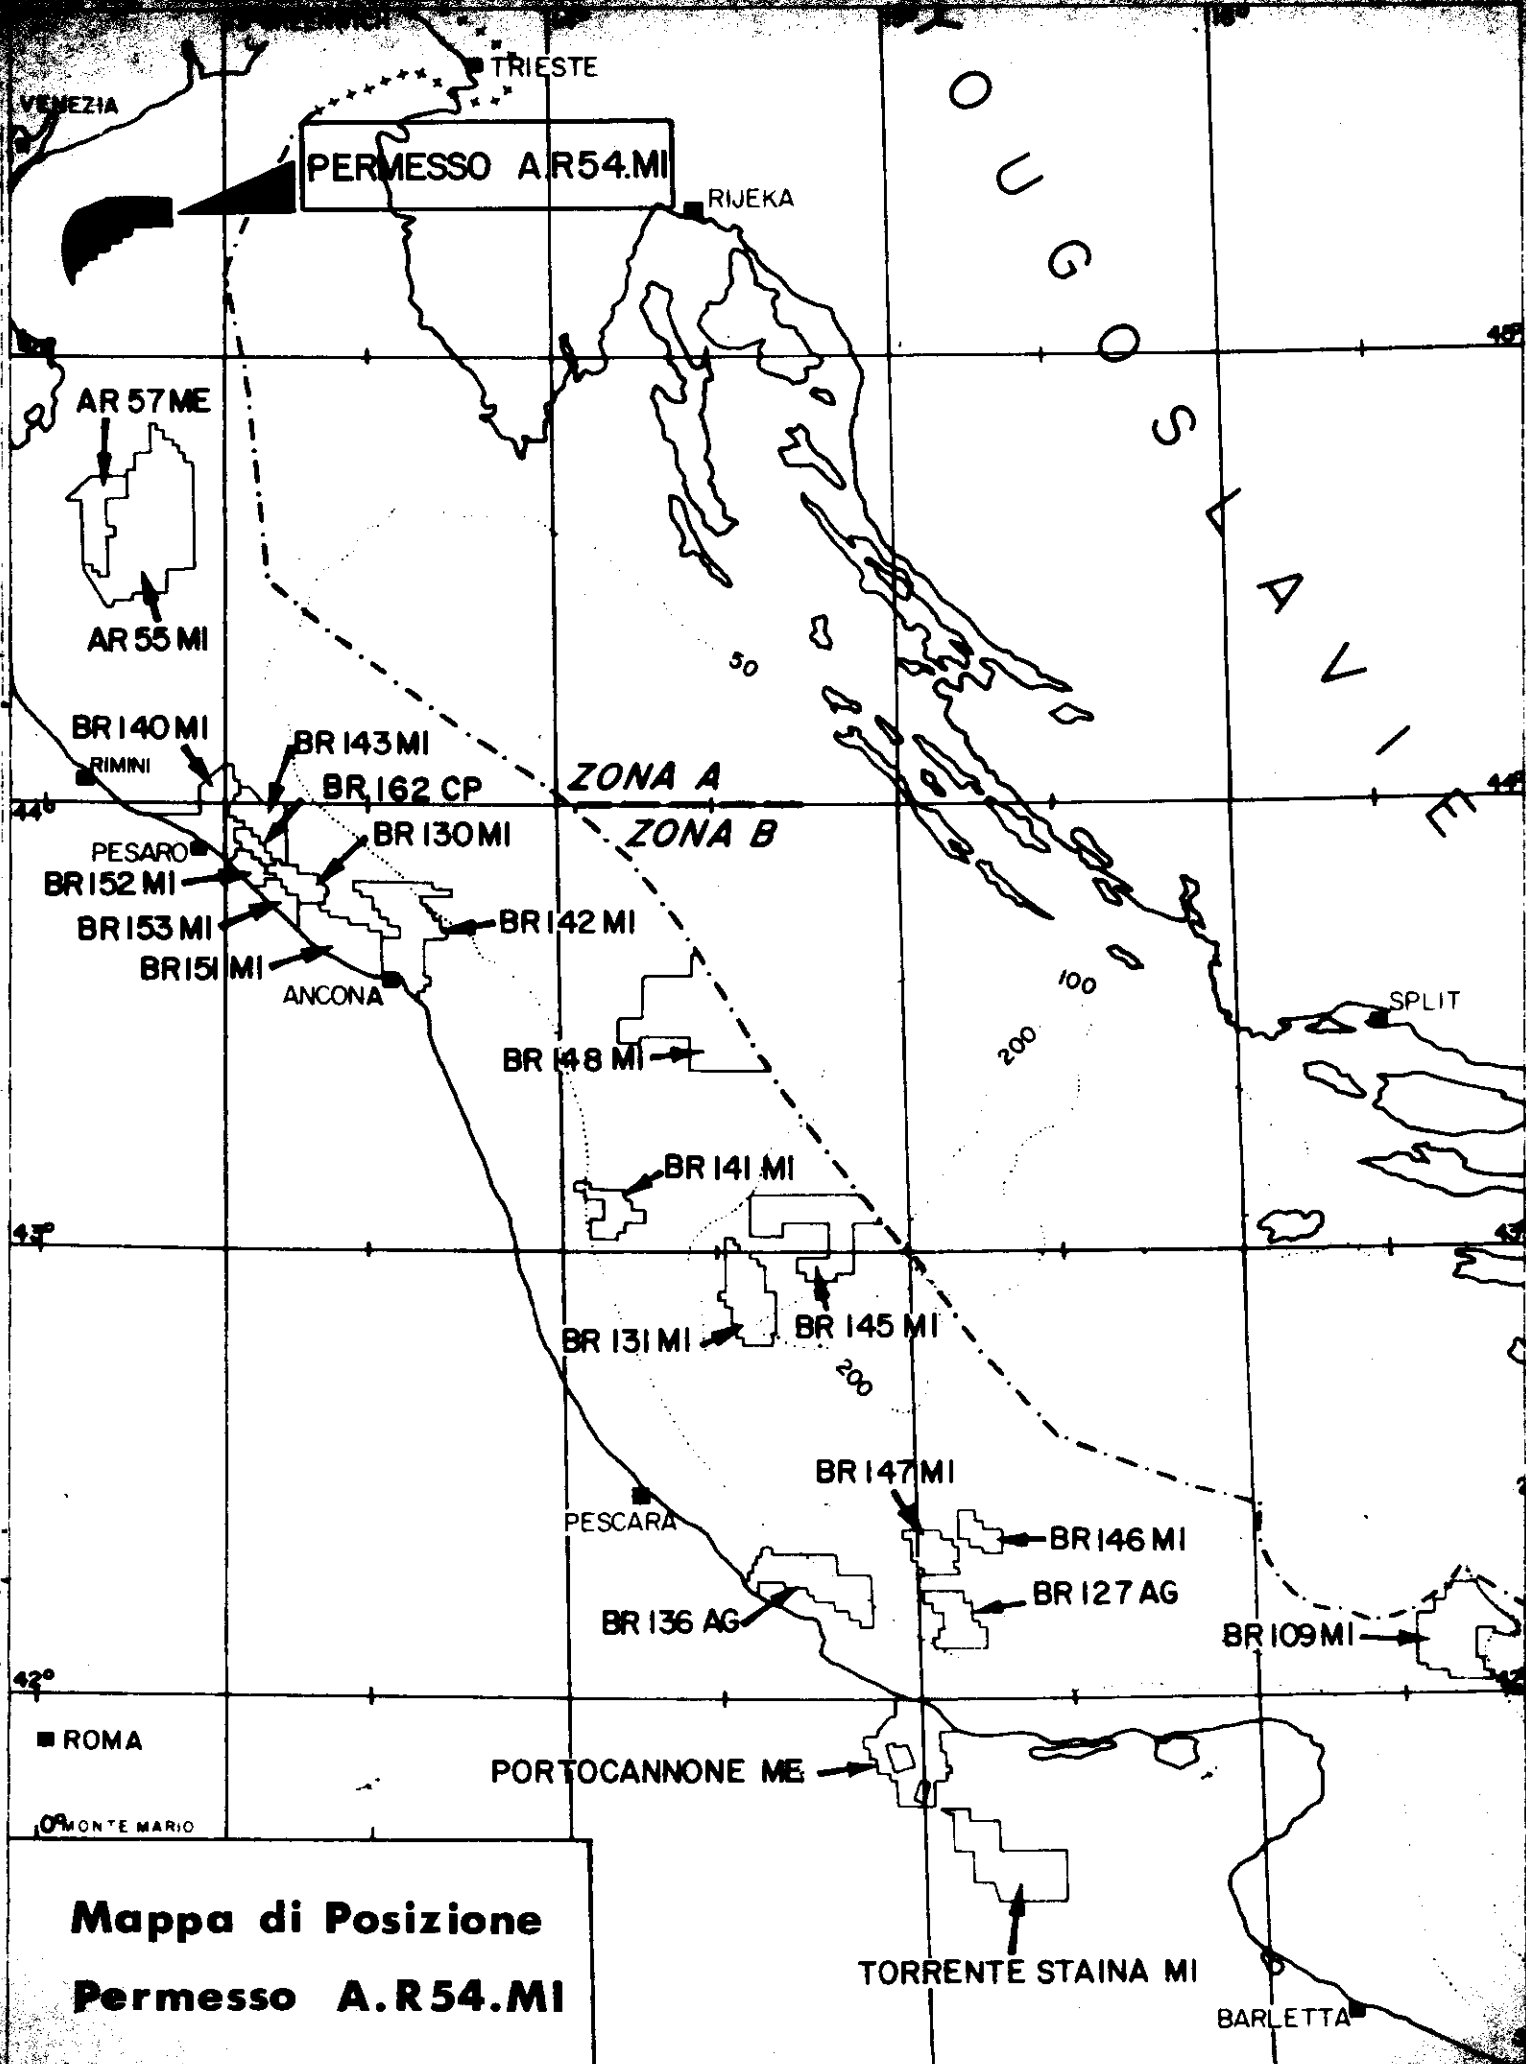 GREENWICH
TRIESTE
VENEZIA
PERMESSO A.R54.MI
RIJEKA
YOUGOSLAVIE
45°
AR 57 ME
AR 55 MI
50
BR 140 MI
BR 143 MI
RIMINI
ZONA A
BR 162 CP
44°
44°
ZONA B
BR 130 MI
PESARO
BR 152 MI
BR 153 MI
BR 142 MI
BR 151 MI
ANCONA
100
SPLIT
200
BR 148 MI
BR 141 MI
43°
BR 131 MI
BR 145 MI
200
BR 147 MI
PESCARA
BR 146 MI
BR 127 AG
BR 136 AG
BR 109 MI
42°
ROMA
PORTOCANNONE ME
0° MONTE MARIO
Mappa di Posizione
Permesso A.R54.MI
TORRENTE STAINA MI
BARLETTA